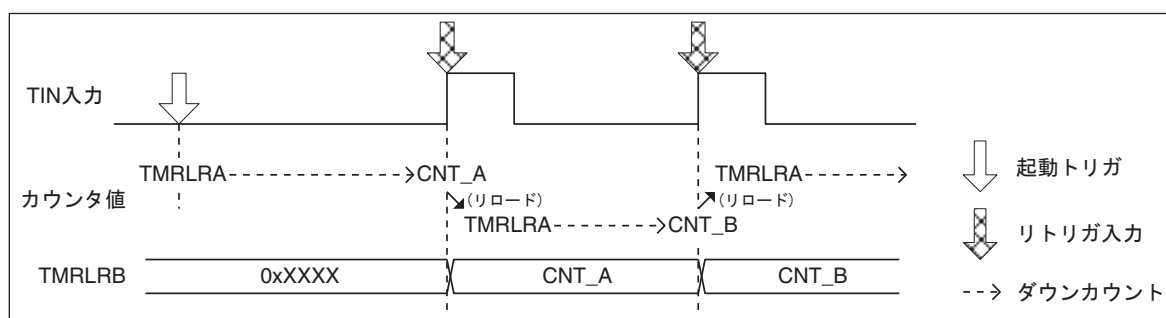 TIN入力
TMRLRA CNT_A TMRLRA
カウンタ値 (リロード) (リロード)
TMRLRA CNT_B
TMRLRB 0xXXXX CNT_A CNT_B
起動トリガ
リトリガ入力
ダウンカウント